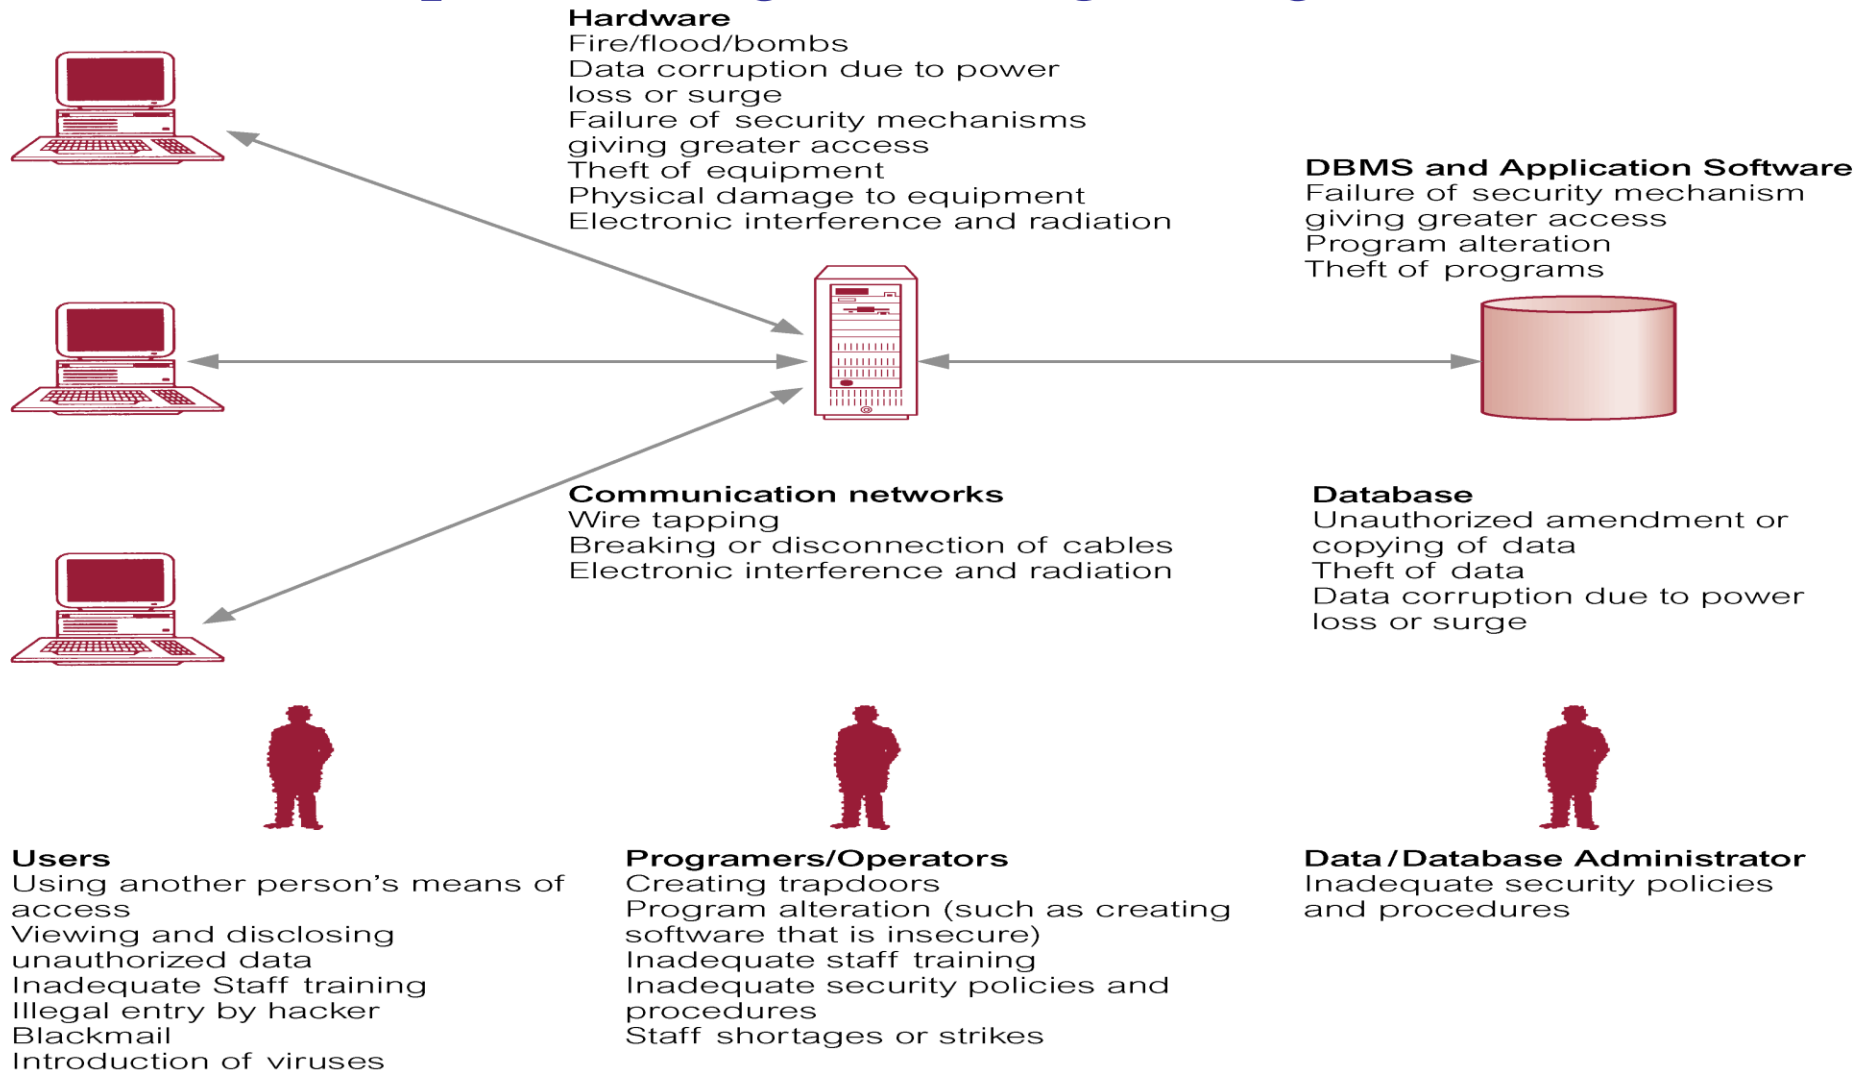 Hardware
Fire/flood/bombs
Data corruption due to power
loss or surge
Failure of security mechanisms
giving greater access
Theft of equipment
Physical damage to equipment
Electronic interference and radiation
DBMS and Application Software
Failure of security mechanism
giving greater access
Program alteration
Theft of programs
Communication networks
Wire tapping
Breaking or disconnection of cables
Electronic interference and radiation
Database
Unauthorized amendment or
copying of data
Theft of data
Data corruption due to power
loss or surge
Users
Using another person's means of
access
Viewing and disclosing
unauthorized data
Inadequate Staff training
Illegal entry by hacker
Blackmail
Introduction of viruses
Programers/Operators
Creating trapdoors
Program alteration (such as creating
software that is insecure)
Inadequate staff training
Inadequate security policies and
procedures
Staff shortages or strikes
Data/Database Administrator
Inadequate security policies
and procedures